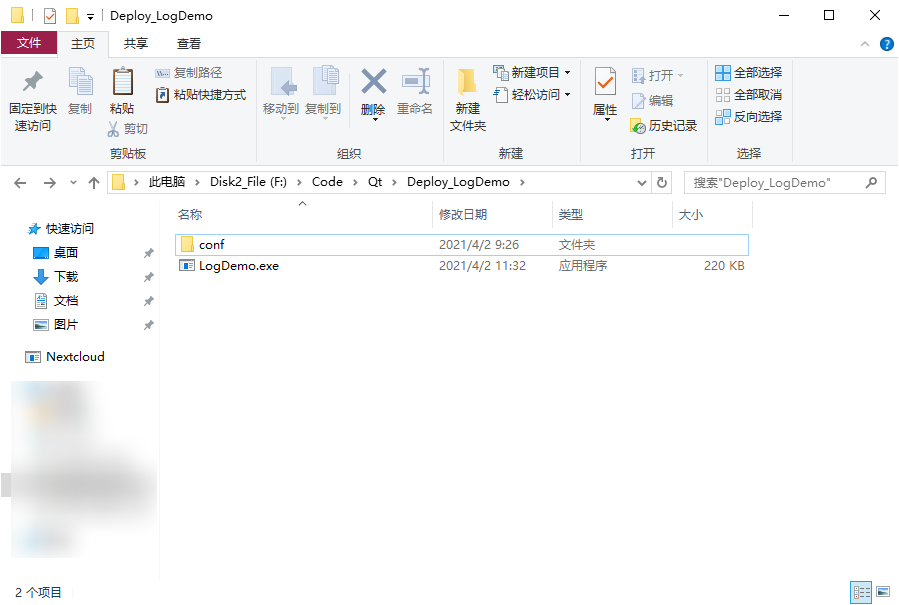 Deploy_LogDemo
文件 主页 共享 查看
固定到快速访问
复制
粘贴
复制路径
粘贴快捷方式
剪切
剪贴板
移动到
复制到
删除
重命名
组织
新建
文件夹
新建项目
轻松访问
新建
属性
打开
编辑
历史记录
打开
全部选择
全部取消
反向选择
选择
此电脑 Disk2_File (F:) Code Qt Deploy_LogDemo
搜索"Deploy_LogDemo"
名称 修改日期 类型 大小
conf 2021/4/2 9:26 文件夹
LogDemo.exe 2021/4/2 11:32 应用程序 220 KB
快速访问
桌面
下载
文档
图片
Nextcloud
2 个项目